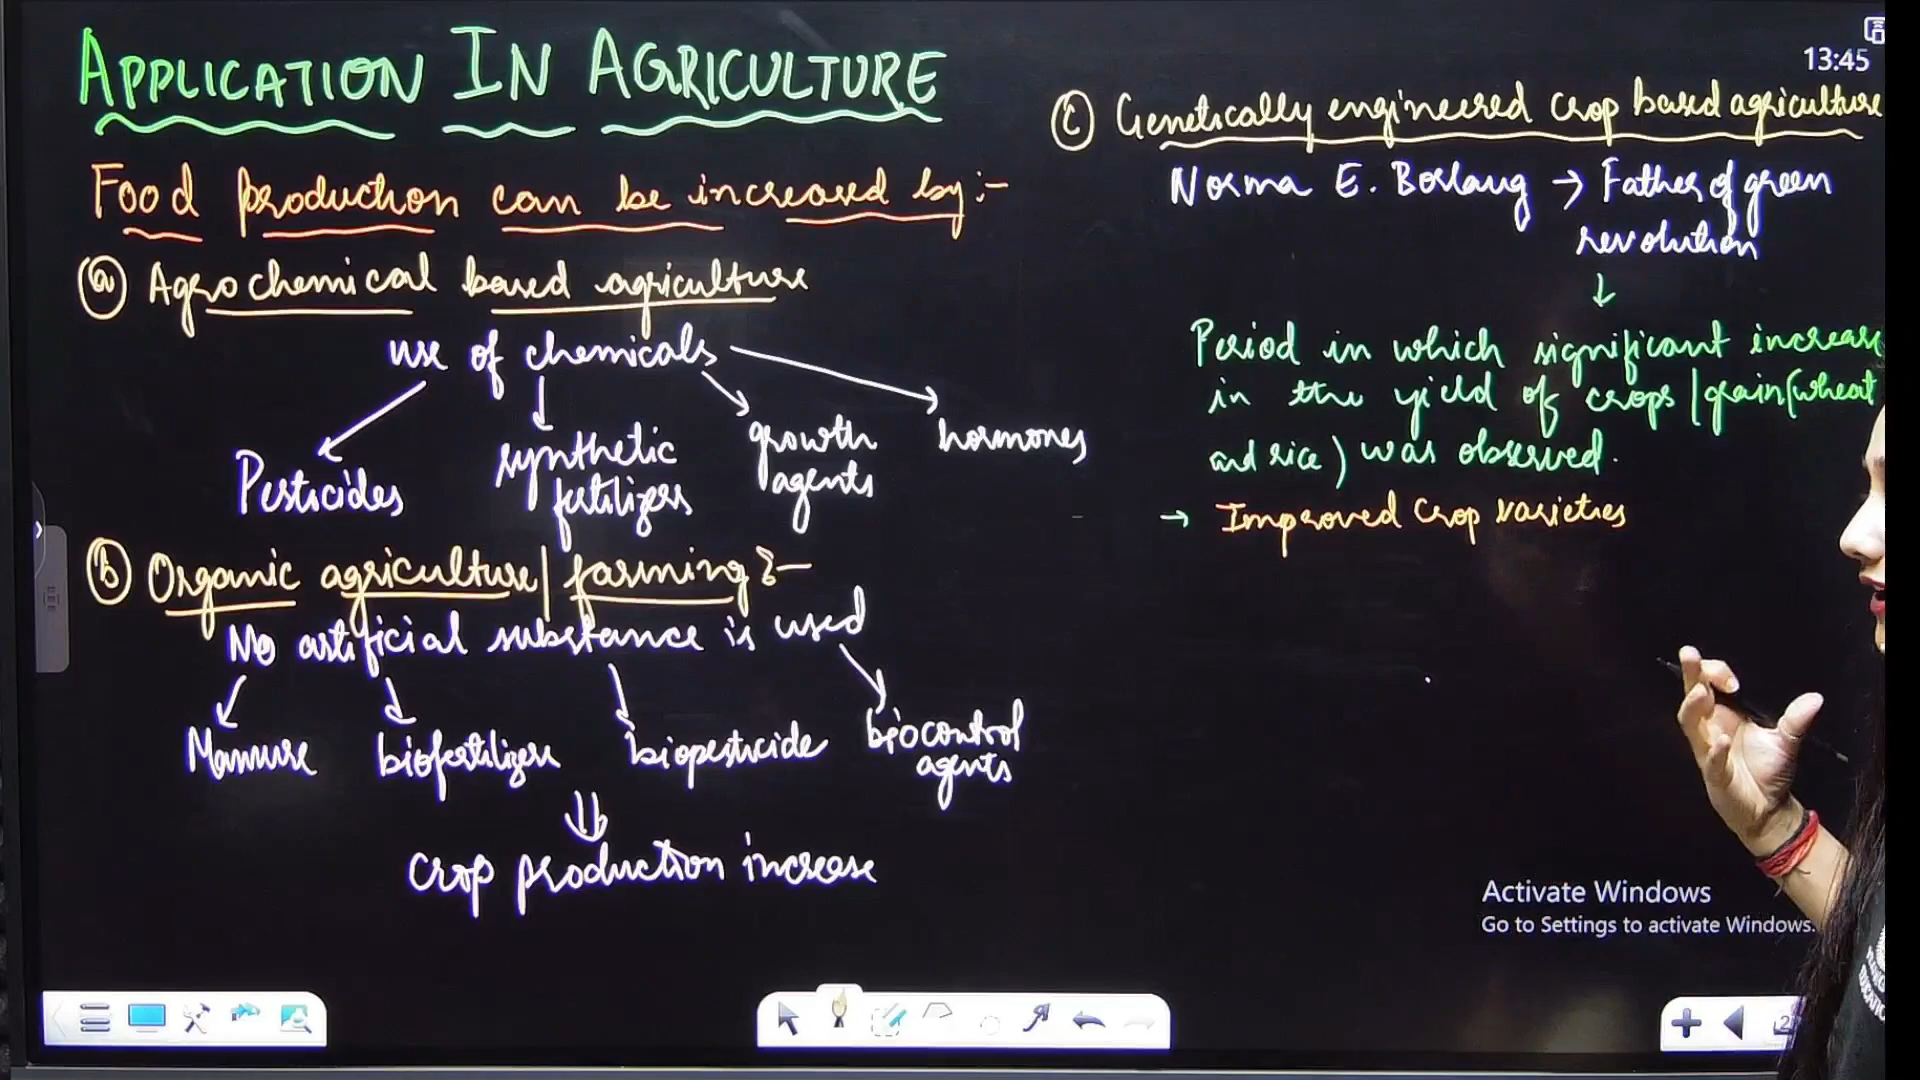 APPLICATION IN AGRICULTURE
Food production can be increased by:-
(a) Agrochemical based agriculture
use of chemicals
Pesticides
synthetic fertilizers
growth agents
hormones
(b) Organic agriculture/farming:-
No artificial substance is used
Manure
biofertilizer
biopesticide
biocontrol agents
crop production increase
13:45
(c) Genetically engineered crop based agriculture
Norma E. Borlaug → Father of green
revolution
Period in which significant increase
in the yield of crops/grain (wheat
and rice) was observed.
→ Improved crop varieties
Activate Windows
Go to Settings to activate Windows.